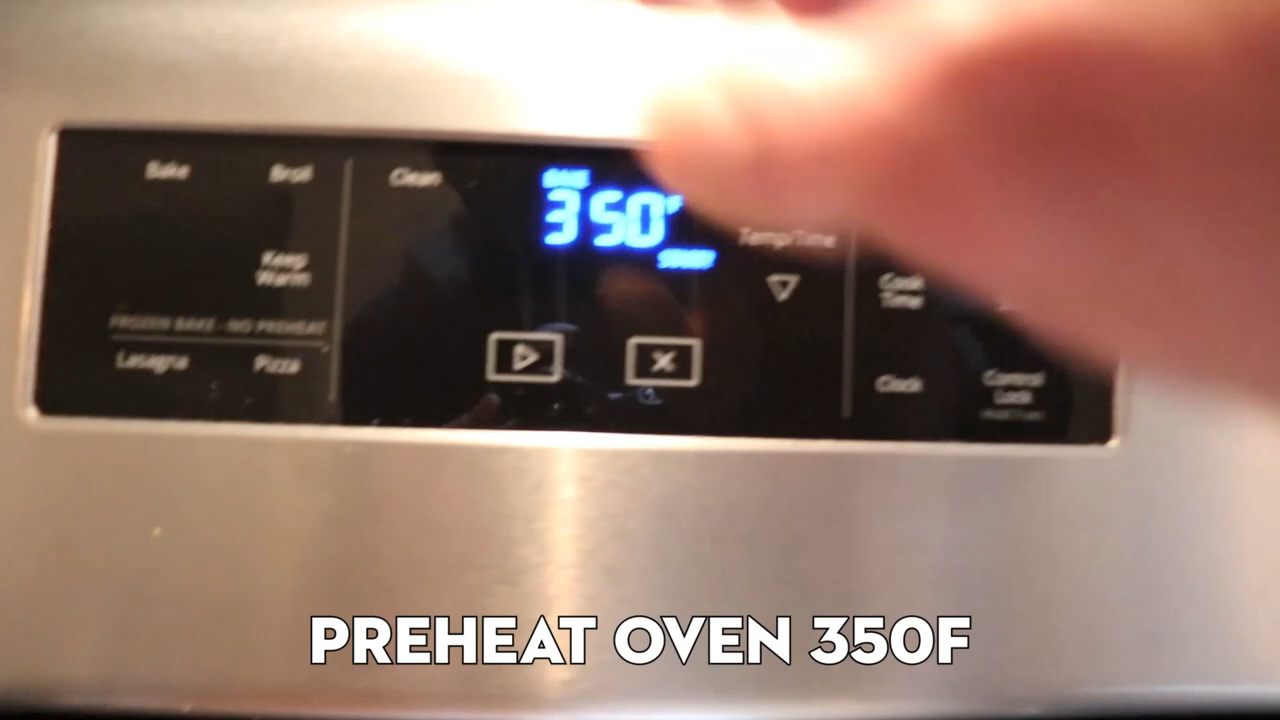 Bake
Broil
Clean
BAKE
350°F
START
Temp/Time
Keep
Warm
Cook
Time
FROZEN BAKE - NO PREHEAT
Lasagna
Pizza
Clock
Control
Lock
PREHEAT OVEN 350F